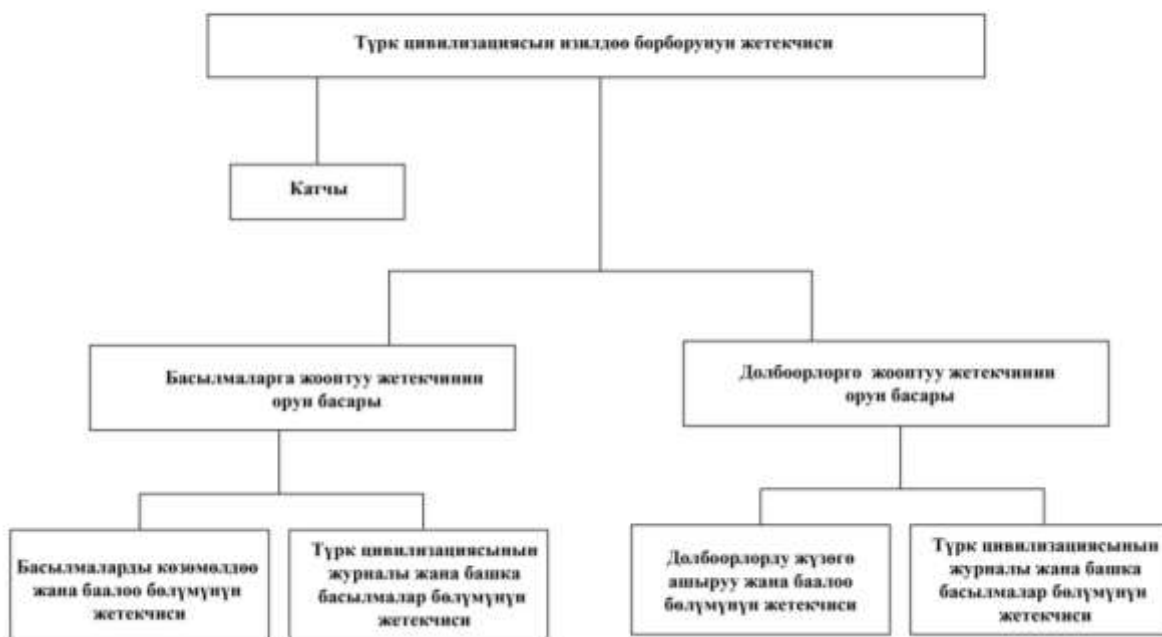 Түрк цивилизациясын изилдөө борборунун жетекчиси
Катчы
Басылмаларга жооптуу жетекчинин
орун басары
Долбоорлорго жооптуу жетекчинин
орун басары
Басылмаларды көзөмөлдөө
жана баалоо бөлүмүнүн
жетекчиси
Түрк цивилизациясынын
журналы жана башка
басылмалар бөлүмүнүн
жетекчиси
Долбоорлорду жүзөгө
ашыруу жана баалоо
бөлүмүнүн жетекчиси
Түрк цивилизациясынын
журналы жана башка
басылмалар бөлүмүнүн
жетекчиси